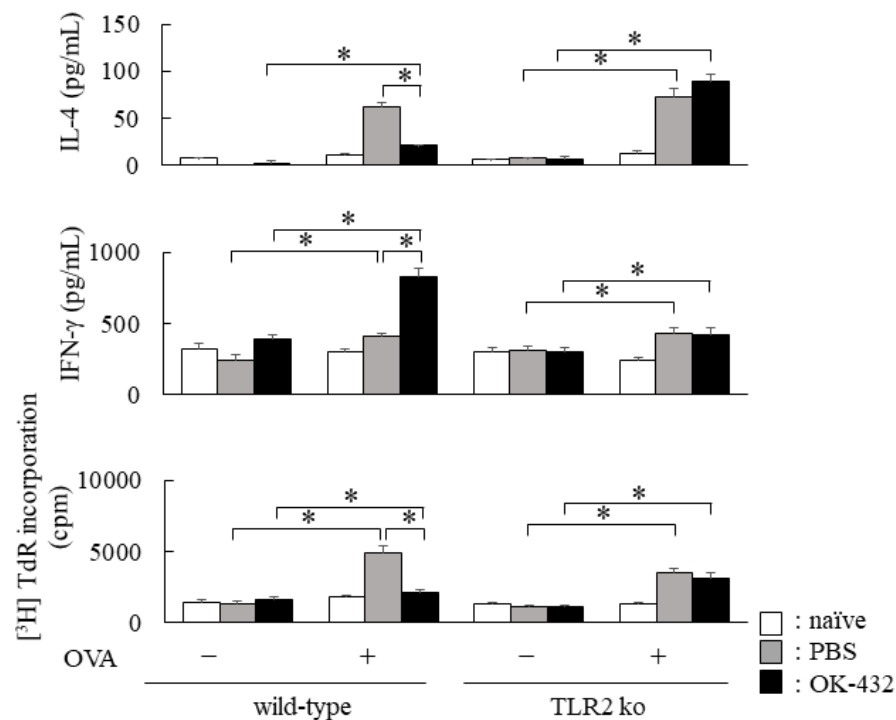 IL-4 (pg/mL)
150
100
50
0
* * * *
IFN-γ (pg/mL)
1000
500
0
* * * * *
[³H] TdR incorporation
(cpm)
10000
5000
0
* * * * *
OVA − + − +
wild-type TLR2 ko
: naïve
: PBS
: OK-432